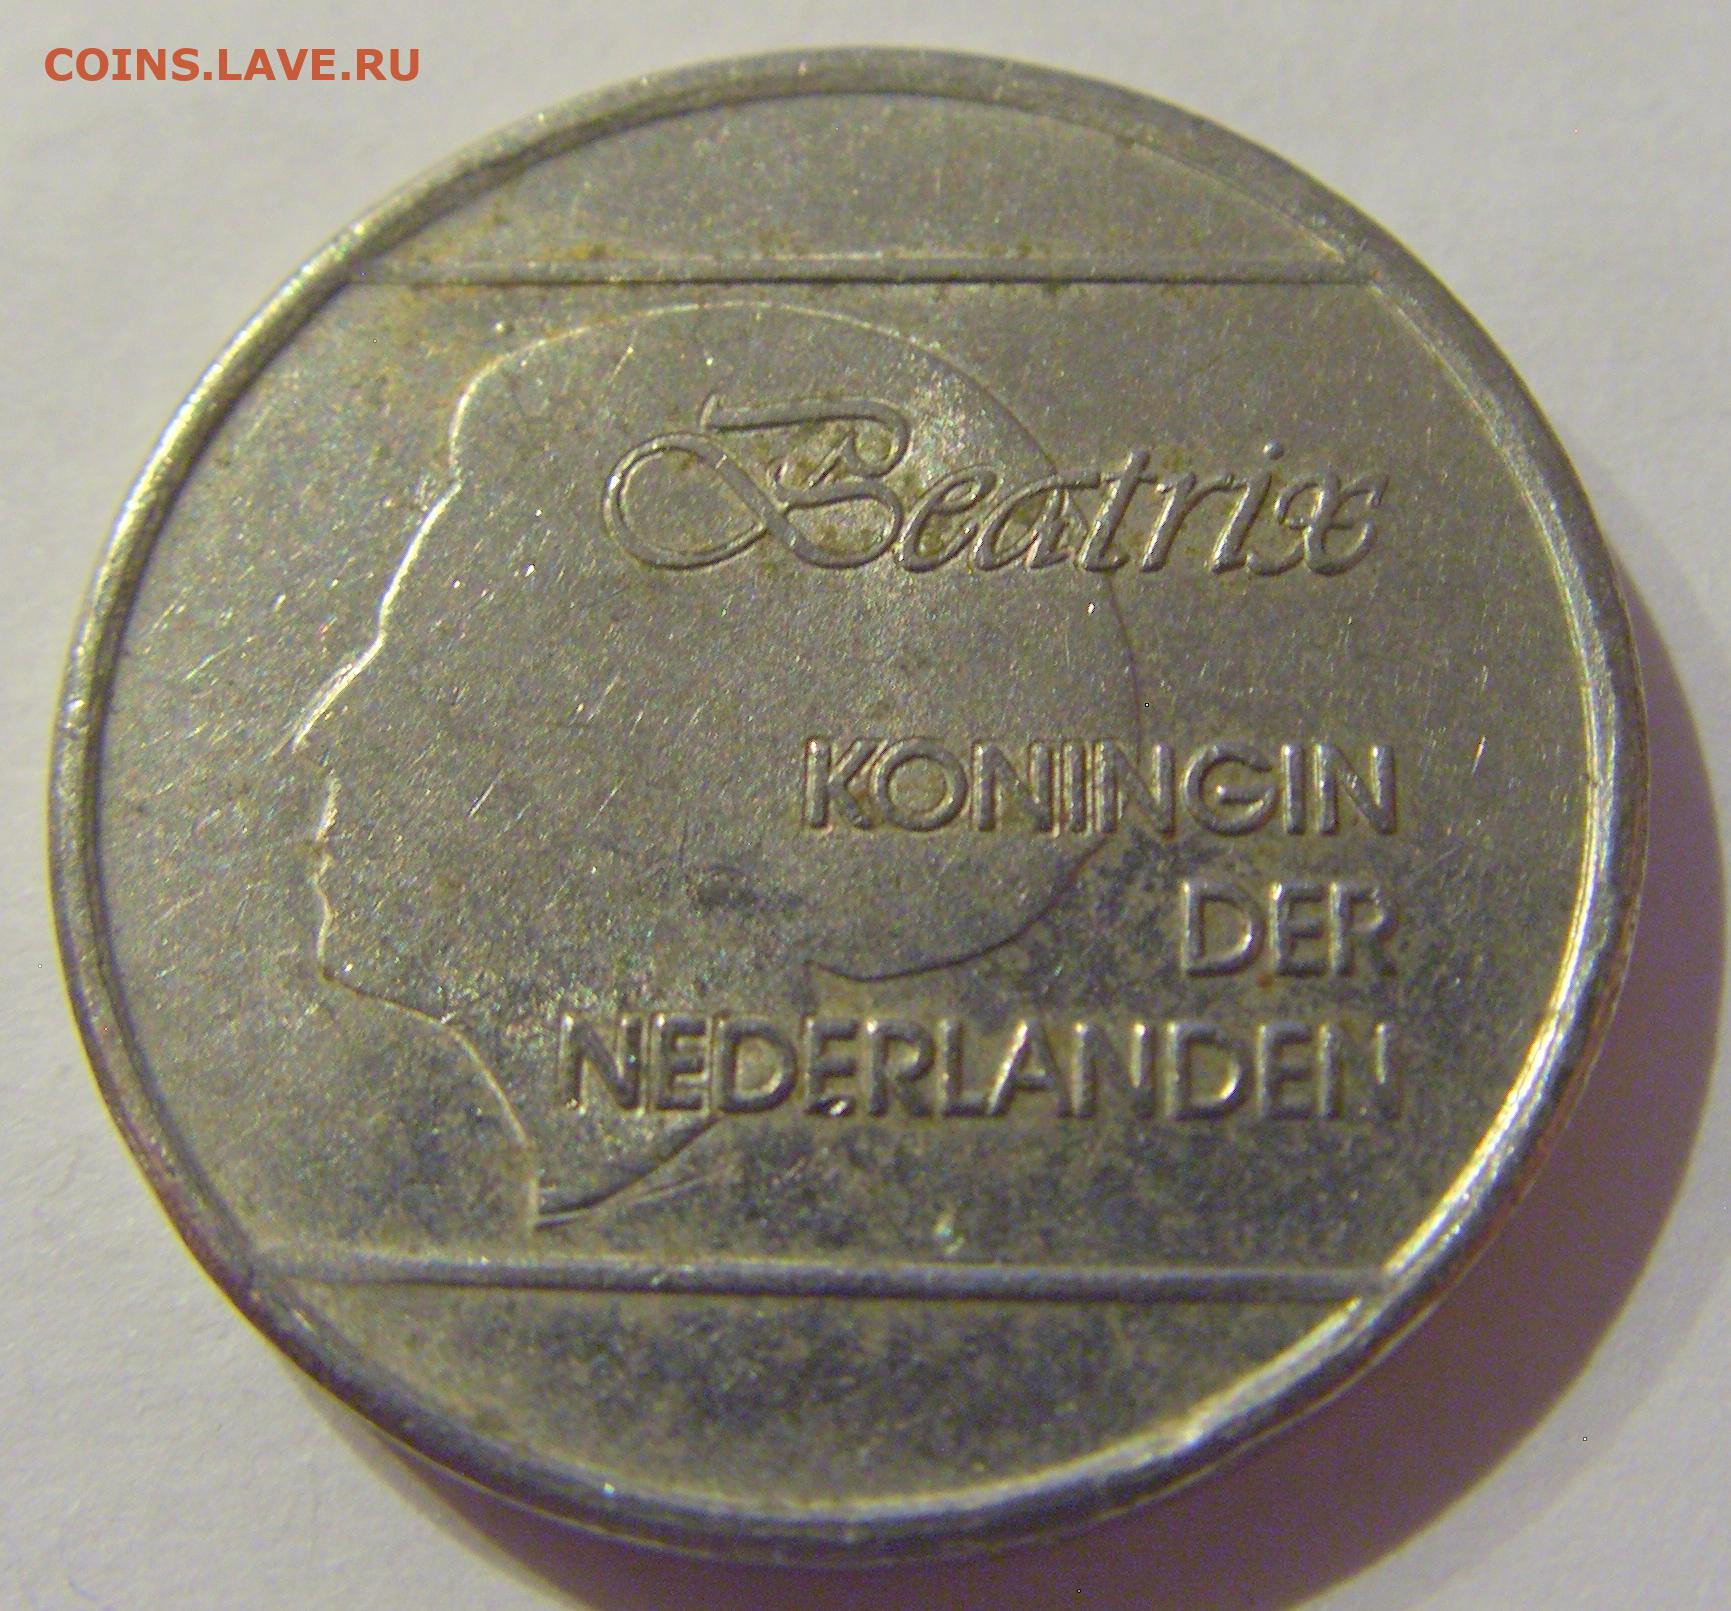 COINS.LAVE.RU
Beatrix
KONINGIN
DER
NEDERLANDEN